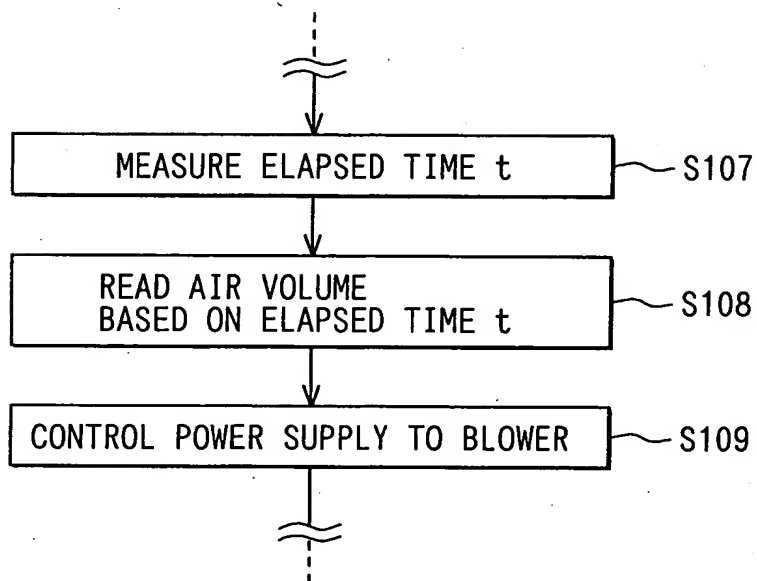 MEASURE ELAPSED TIME t
S107
READ AIR VOLUME
BASED ON ELAPSED TIME t
S108
CONTROL POWER SUPPLY TO BLOWER
S109